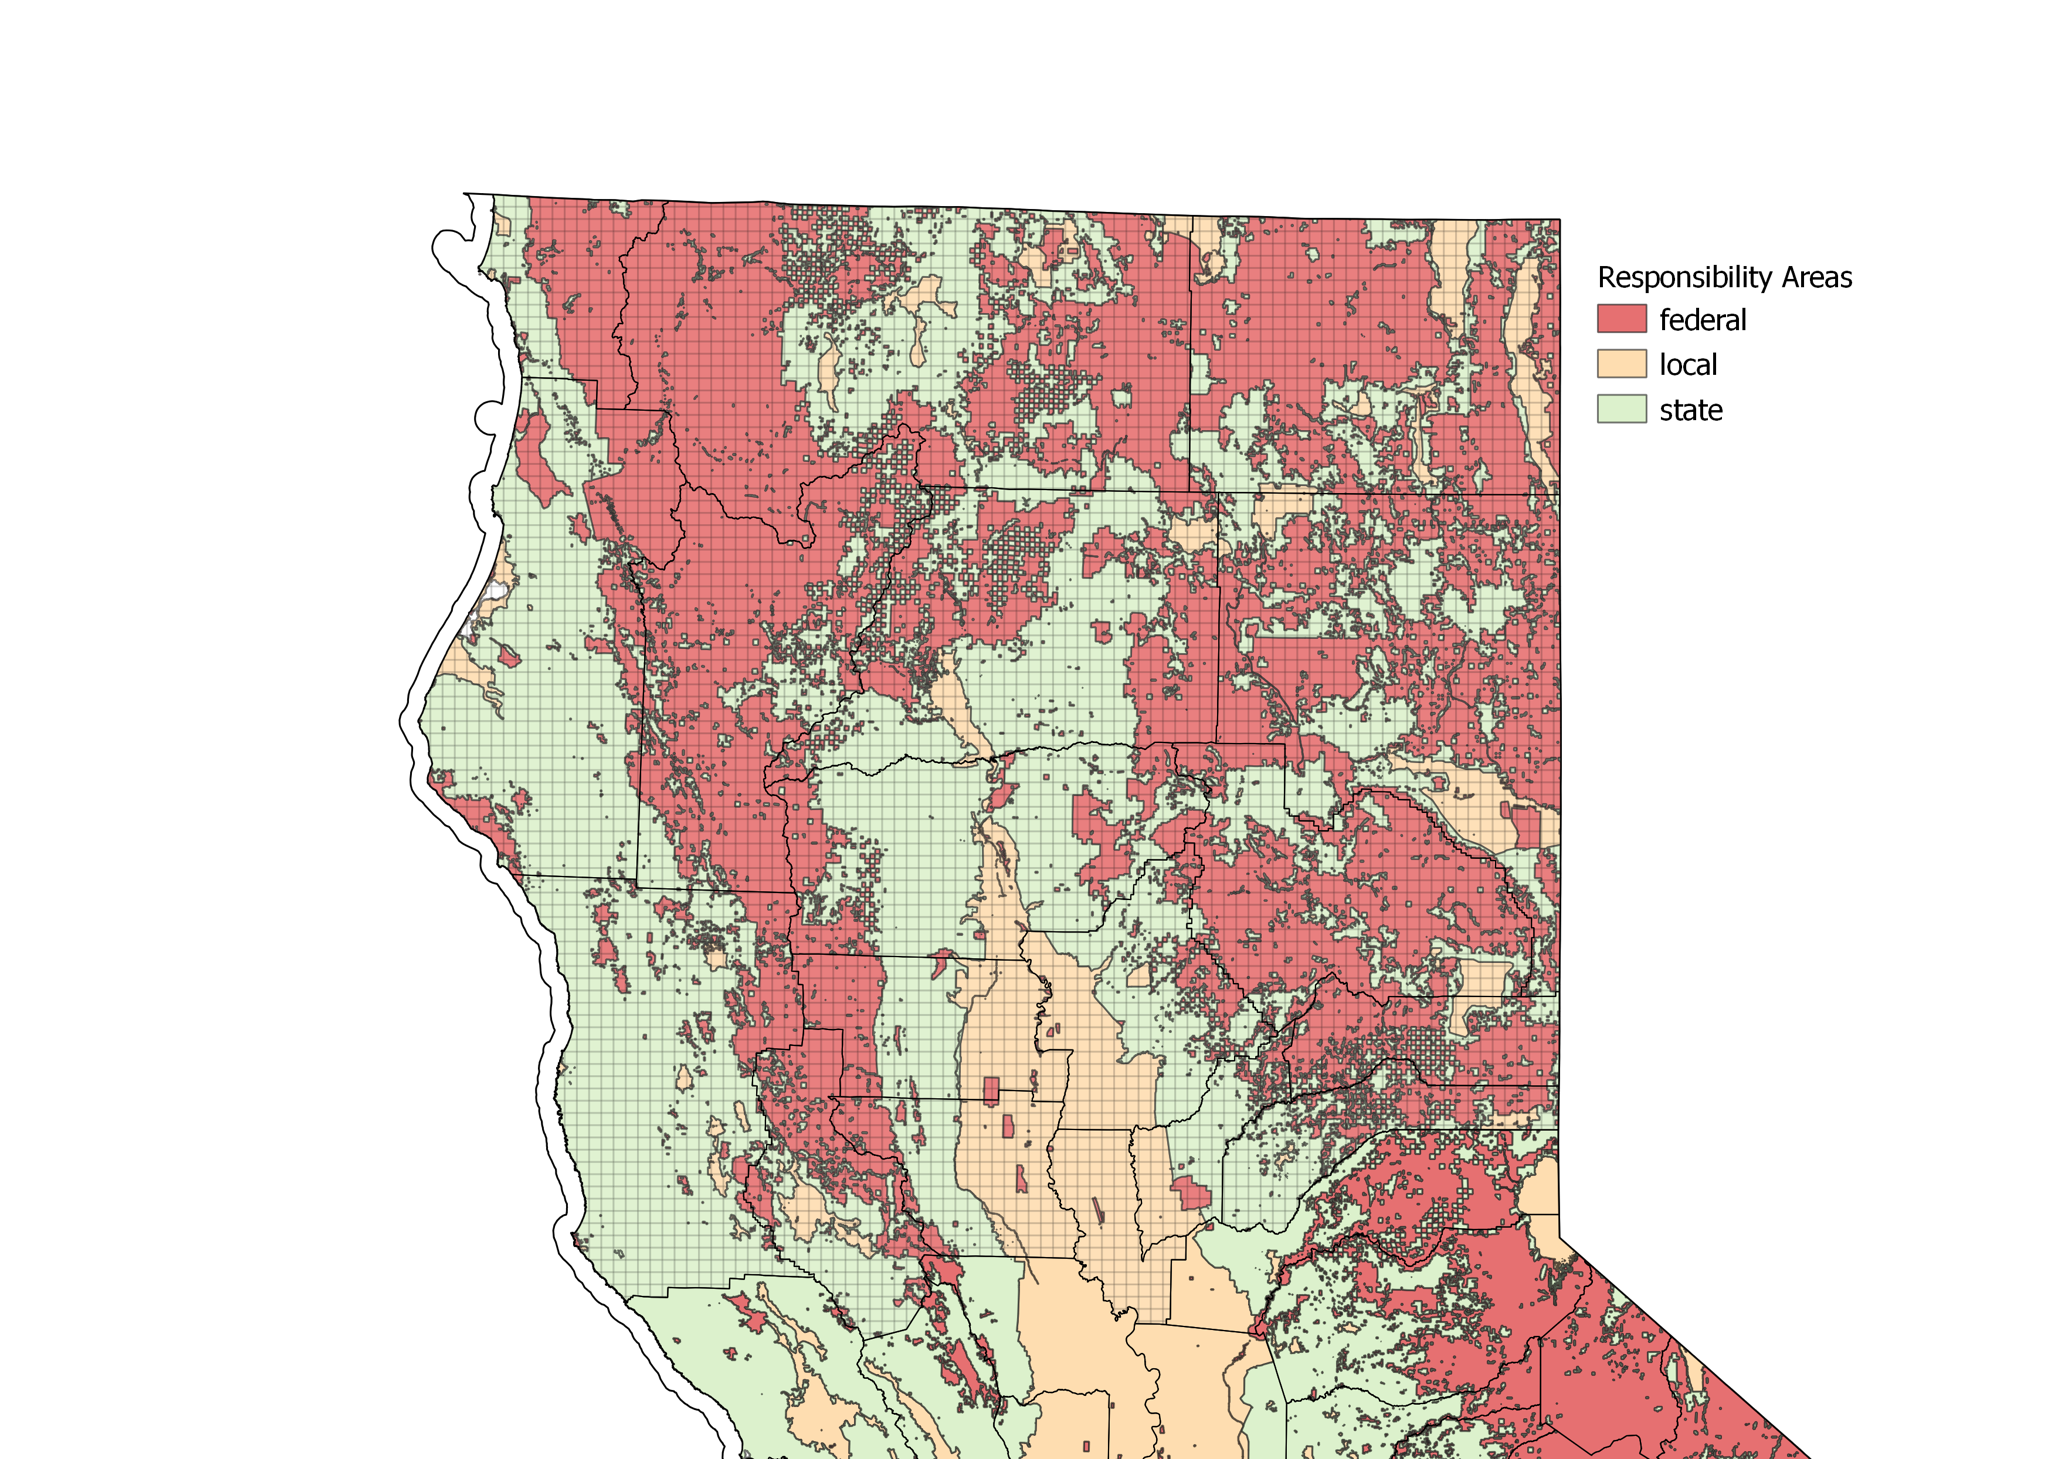 Responsibility Areas
federal
local
state